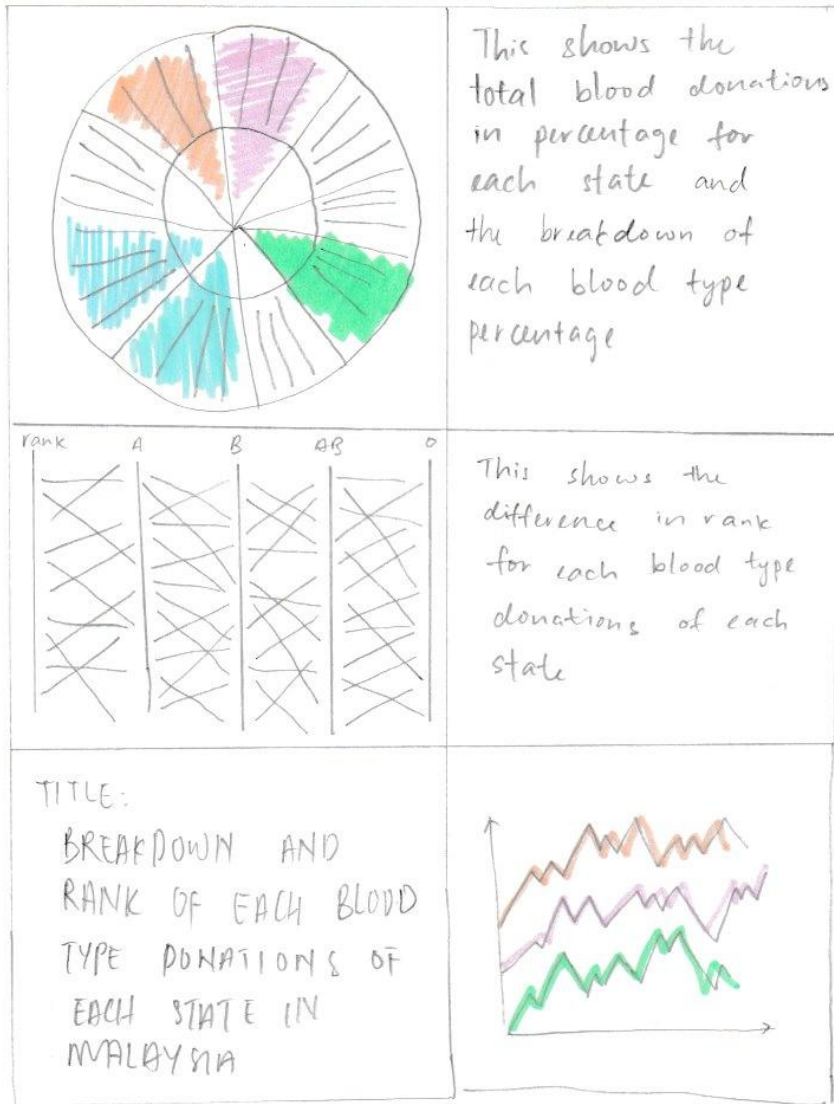 This shows the
total blood donations
in percentage for
each state and
the breakdown of
each blood type
percentage
rank A B AB O
This shows the
difference in rank
for each blood type
donations of each
state
TITLE:
BREAKDOWN AND
RANK OF EACH BLOOD
TYPE DONATIONS OF
EACH STATE IN
MALAYSIA